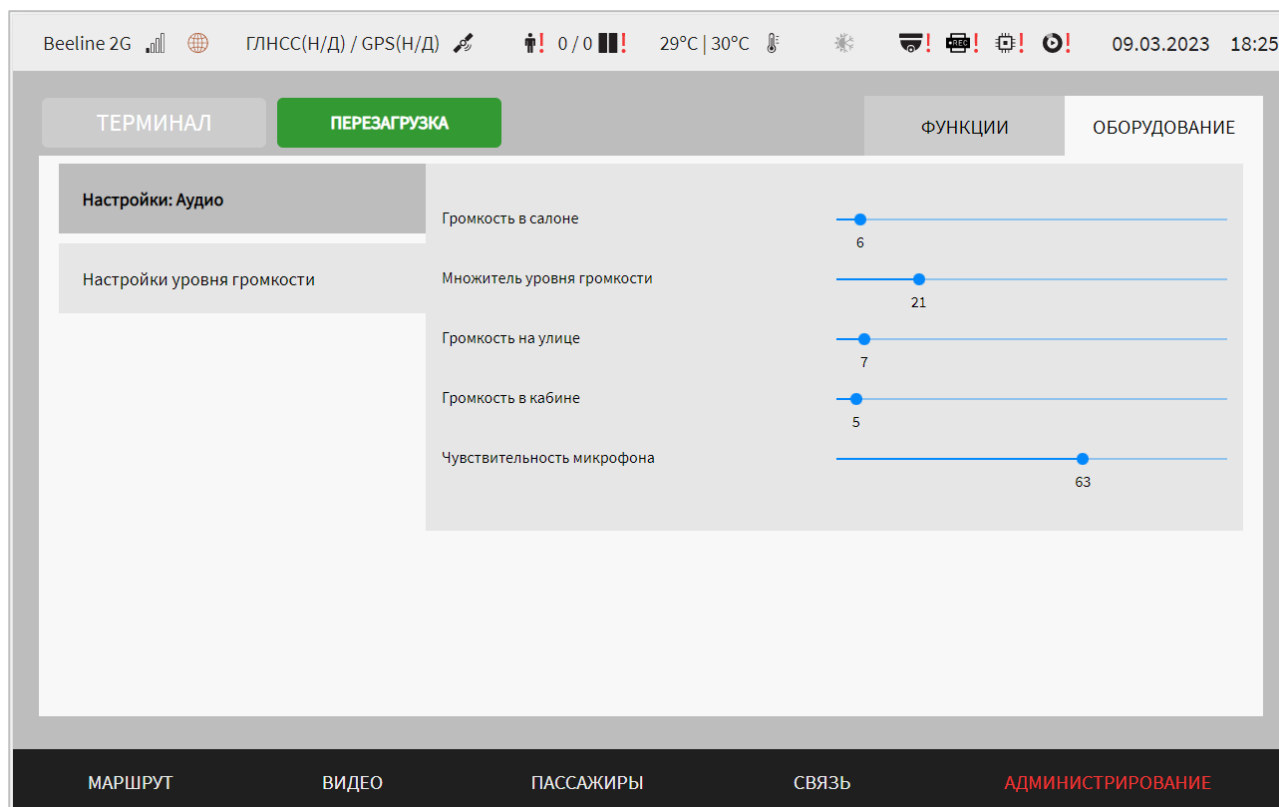 Beeline 2G ГЛНСС(Н/Д) / GPS(Н/Д) ! 0 / 0 ! 29°C | 30°C ! REC ! ! ! 09.03.2023 18:25
ТЕРМИНАЛ ПЕРЕЗАГРУЗКА ФУНКЦИИ ОБОРУДОВАНИЕ
Настройки: Аудио
Настройки уровня громкости
Громкость в салоне
6
Множитель уровня громкости
21
Громкость на улице
7
Громкость в кабине
5
Чувствительность микрофона
63
МАРШРУТ ВИДЕО ПАССАЖИРЫ СВЯЗЬ АДМИНИСТРИРОВАНИЕ